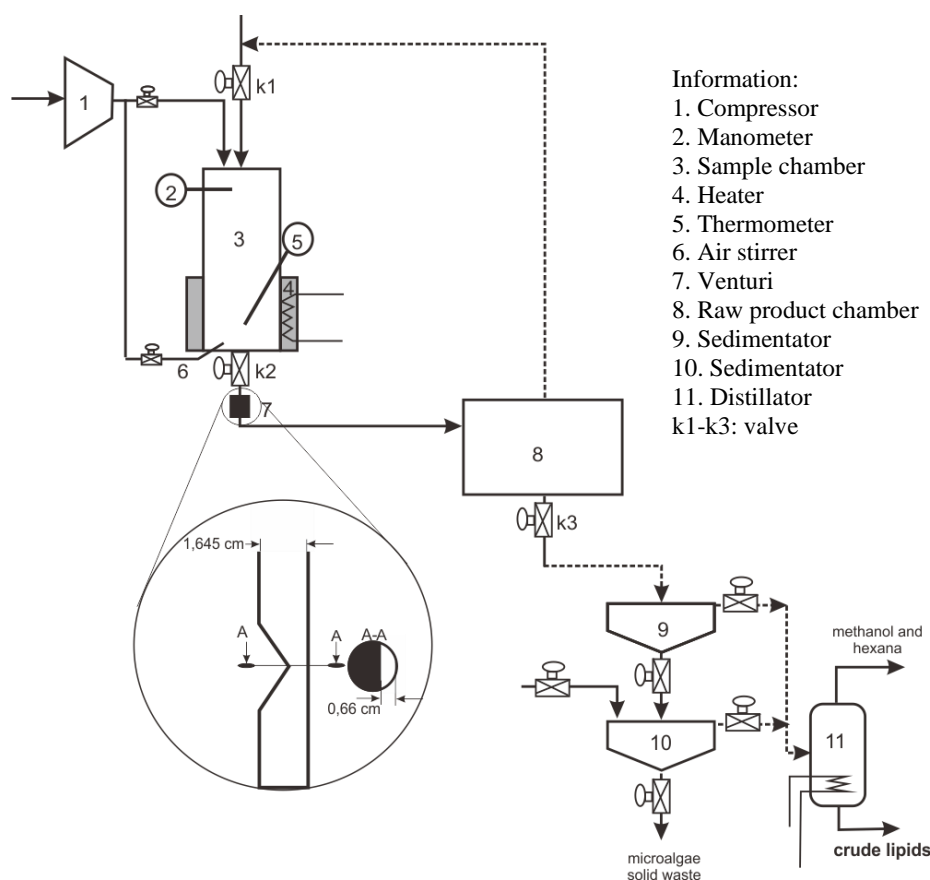 Information:
1. Compressor
2. Manometer
3. Sample chamber
4. Heater
5. Thermometer
6. Air stirrer
7. Venturi
8. Raw product chamber
9. Sedimentator
10. Sedimentator
11. Distillator
k1-k3: valve
1
k1
2
3
5
4
6
k2
7
8
k3
1,645 cm
A
A
A-A
0,66 cm
9
10
11
methanol and
hexana
crude lipids
microalgae
solid waste